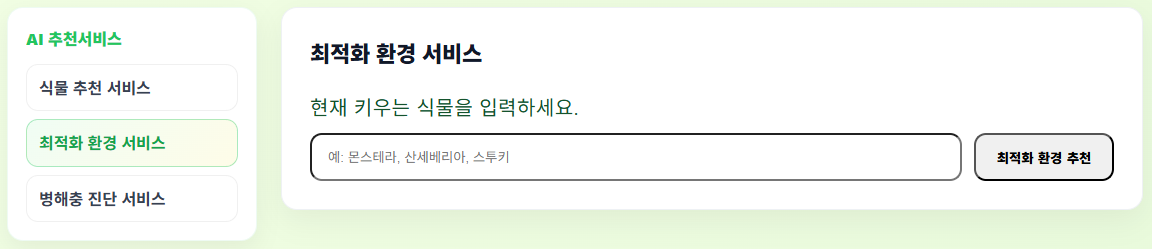 AI 추천서비스
식물 추천 서비스
최적화 환경 서비스
병해충 진단 서비스
최적화 환경 서비스
현재 키우는 식물을 입력하세요.
예: 몬스테라, 산세베리아, 스투키
최적화 환경 추천